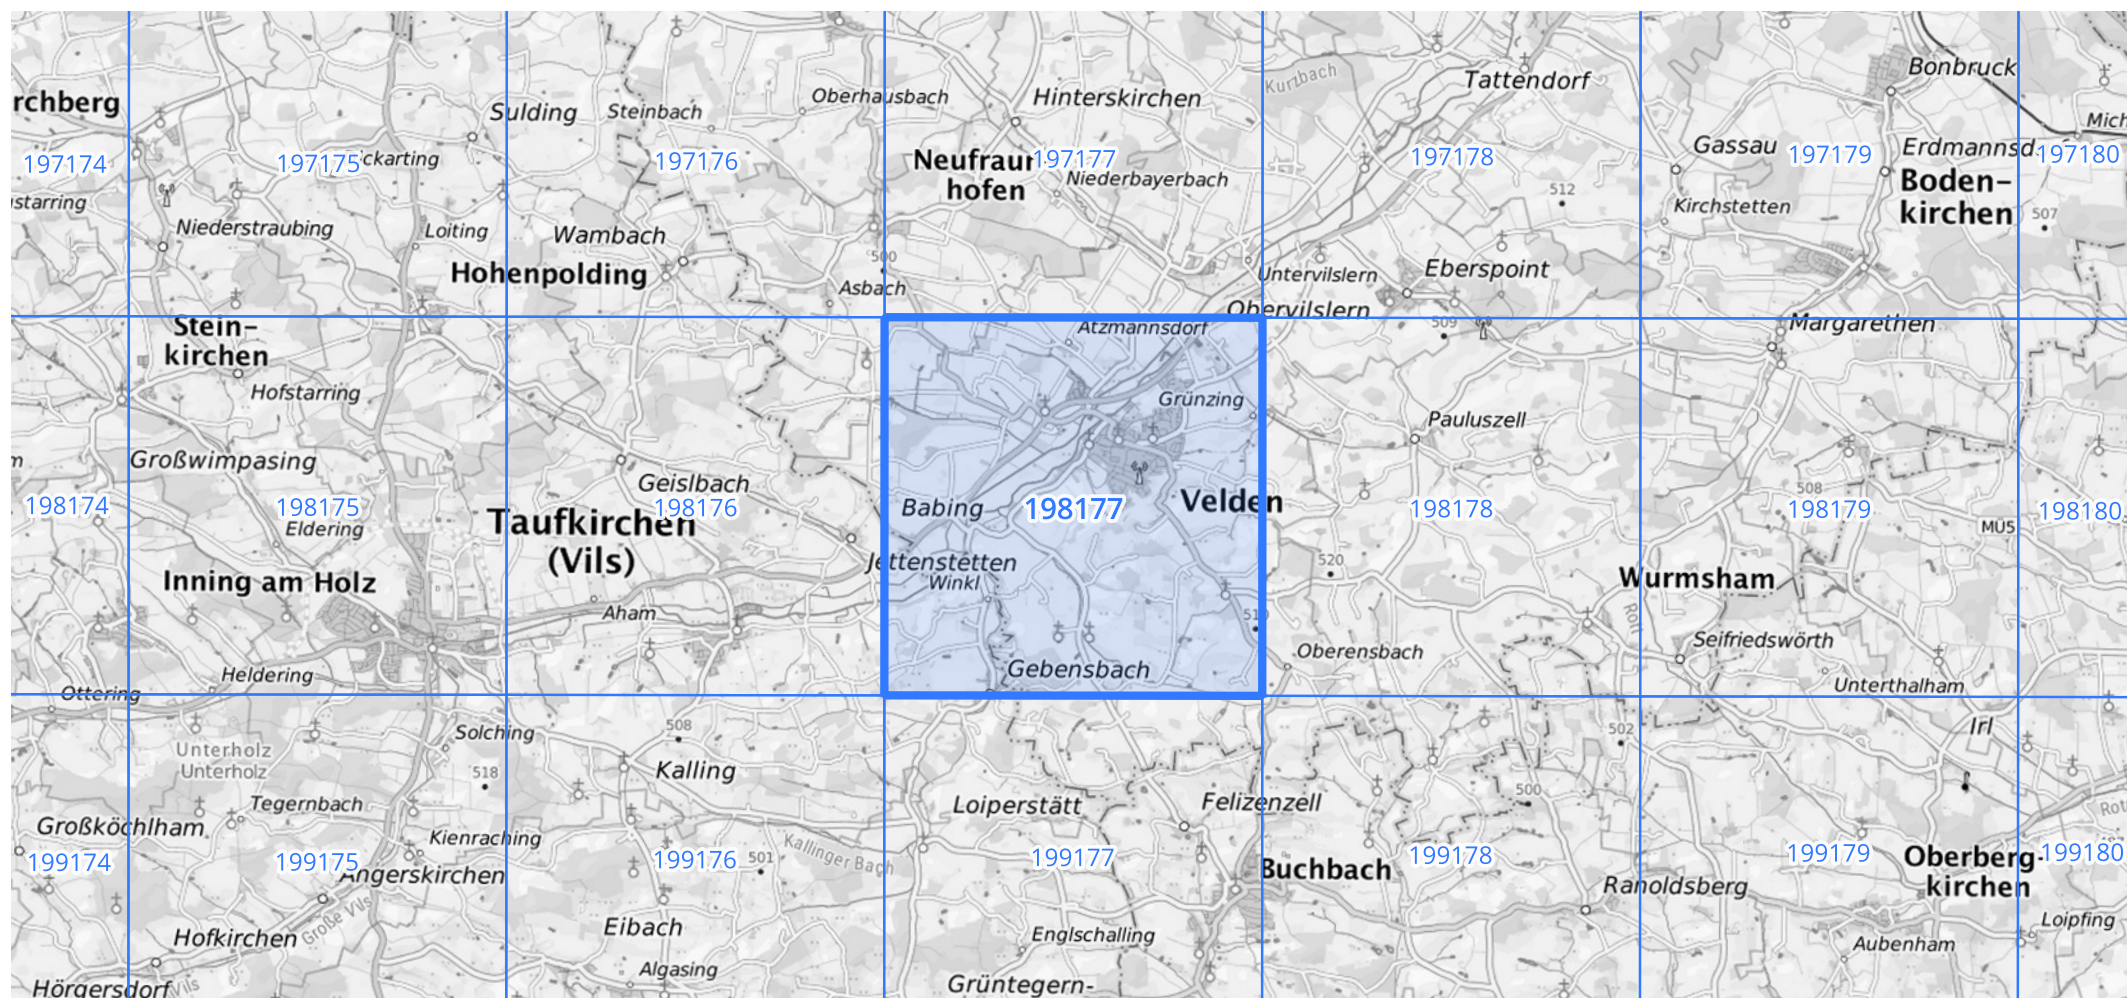 Bonbruck
Kurzbach
Tattendorf
rchberg
Sulding
Steinbach
Oberhausbach
Hinterskirchen
Mich
Gassau
Erdmannsd
197174
197175
ickarting
197176
Neufraun
197177
197178
197179
197180
hofen
Niederbayerbach
Boden-
kirchen
starring
512
Kirchstetten
507
Niederstraubing
Loiting
Wambach
Hohenpolding
500
Asbach
Untervilslern
Eberspoint
Obervilslern
Stein-
kirchen
Atzmannsdorf
509
Margarethen
Hofstarring
Grünzing
Pauluszell
m
Großwimpasing
Geislbach
508
198174
198175
198176
Babing
198177
Velden
198178
198179
198180
Eldering
Taufkirchen
(Vils)
MÜ5
Jettenstetten
Winkl
520
Wurmsham
Inning am Holz
Aham
510
Rott
Seifriedswörth
Oberensbach
Heldering
Gebensbach
Unterthalham
Ottering
Solching
508
502
Irl
Unterholz
Unterholz
518
Kalling
Tegernbach
Loiperstätt
Felizenzell
500
Rot
Großköchlham
Kienraching
Kallinger Bach
199174
199175
199176
501
199177
199178
199179
199180
Angerskirchen
Buchbach
Oberberg-
kirchen
Ranoldsberg
Große Vils
Hofkirchen
Eibach
Englschalling
Loipfing
Aubenham
Algasing
Hörgersdorf
Vils
Grüntegern-